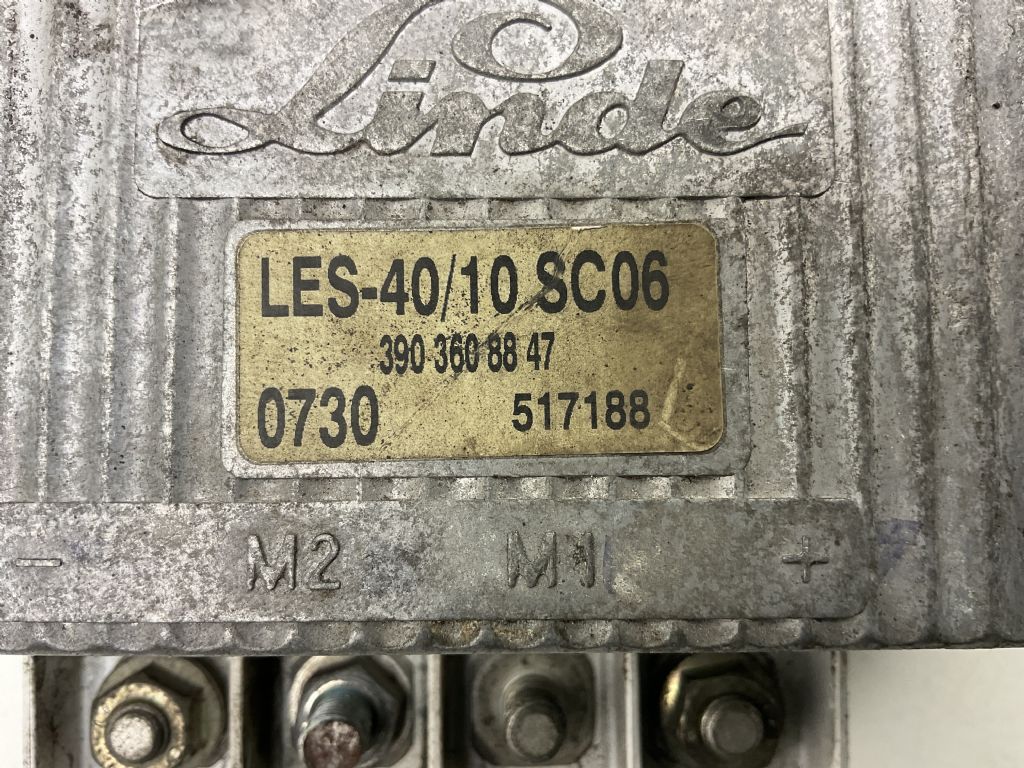 Linde
LES-40/10 SC06
390 360 88 47
0730 517188
- M2 M1 +